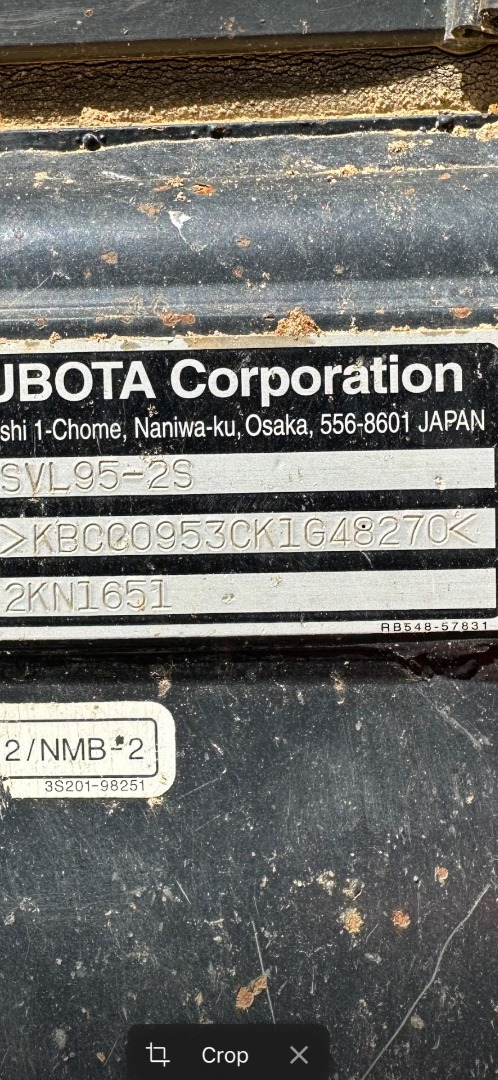 UBOTA Corporation
shi 1-Chome, Naniwa-ku, Osaka, 556-8601 JAPAN
SVL95-2S
>KBCC0953CK1G48270<
2KN1651
RB548-57831
2/NMB-2
3S201-98251
Crop